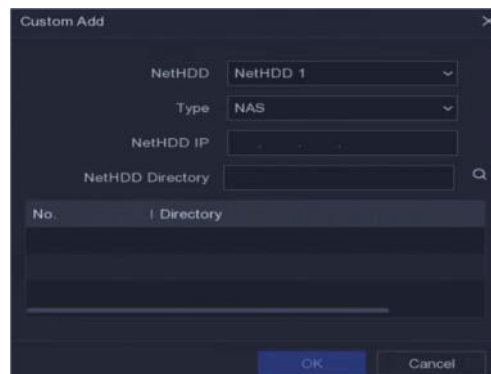 Custom Add
NetHDD NetHDD 1
Type NAS
NetHDD IP . . .
NetHDD Directory
No. | Directory
OK Cancel